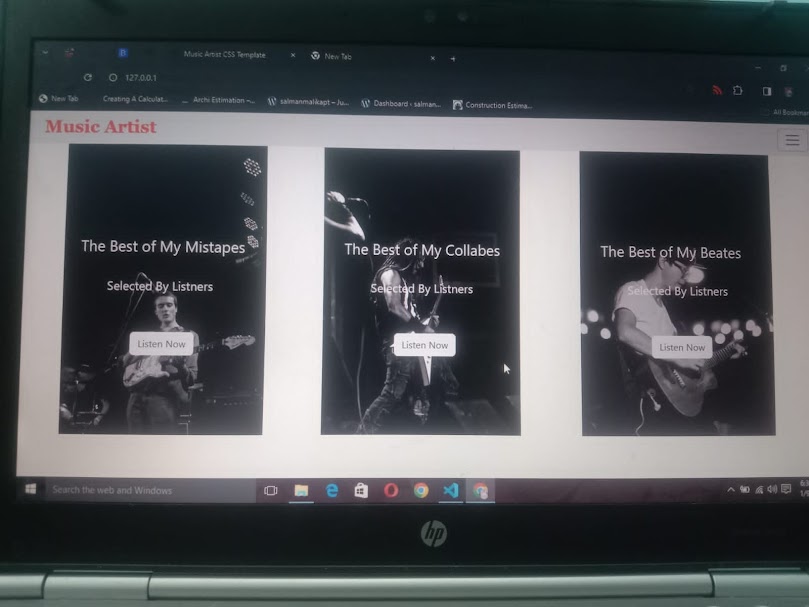 Music Artist CSS Template
New Tab
127.0.0.1
New Tab
Creating A Calculat...
Archi Estimation –...
salmanmalikapt – Ju...
Dashboard ‹ salman...
Construction Estima...
All Bookmar
Music Artist
The Best of My Mistapes
Selected By Listners
Listen Now
The Best of My Collabes
Selected By Listners
Listen Now
The Best of My Beates
Selected By Listners
Listen Now
Search the web and Windows
hp